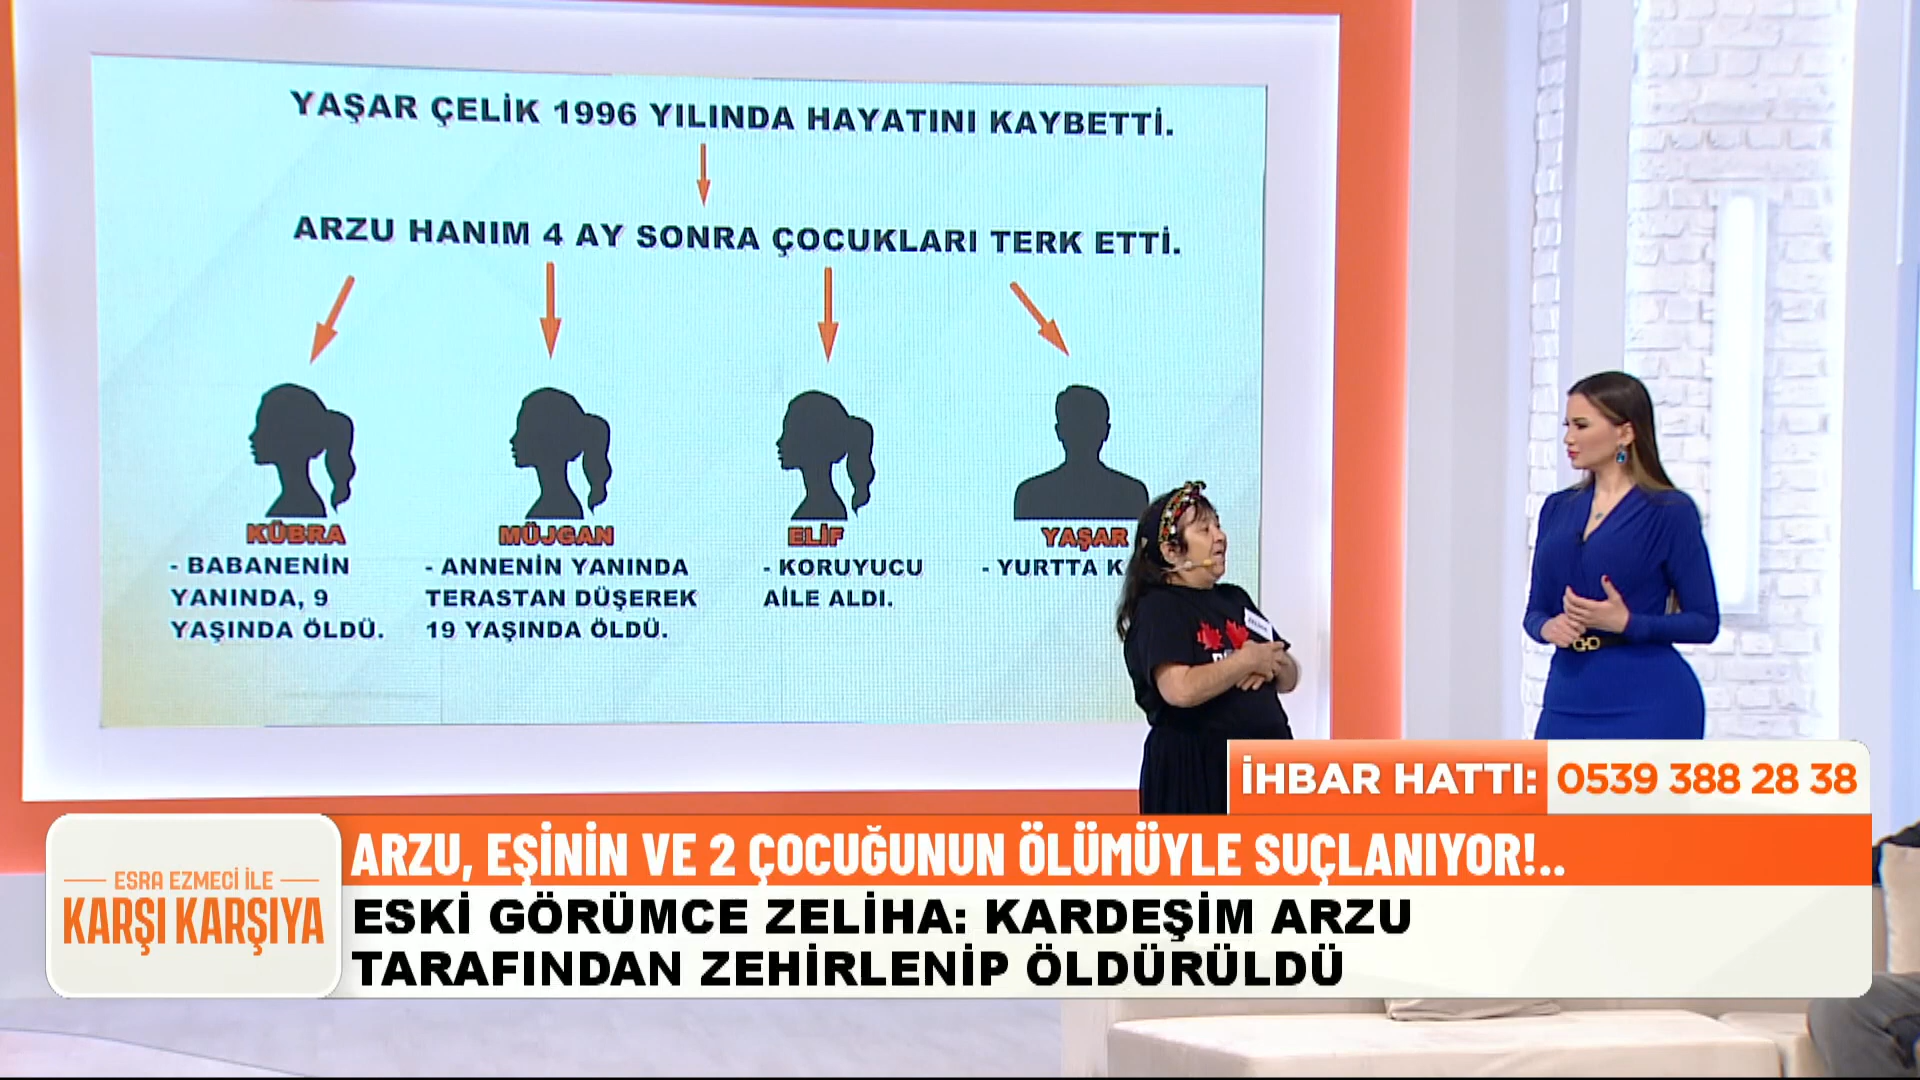 YAŞAR ÇELİK 1996 YILINDA HAYATINI KAYBETTİ.
ARZU HANIM 4 AY SONRA ÇOCUKLARI TERK ETTİ.
KÜBRA
- BABANENİN
YANINDA, 9
YAŞINDA ÖLDÜ.
MÜJGAN
- ANNENİN YANINDA
TERASTAN DÜŞEREK
19 YAŞINDA ÖLDÜ.
ELİF
- KORUYUCU
AİLE ALDI.
YAŞAR
- YURTTA K
İHBAR HATTI: 0539 388 28 38
ARZU, EŞİNİN VE 2 ÇOCUĞUNUN ÖLÜMÜYLE SUÇLANIYOR!..
ESRA EZMECİ İLE
KARŞI KARŞIYA
ESKİ GÖRÜMCE ZELİHA: KARDEŞİM ARZU
TARAFINDAN ZEHİRLENİP ÖLDÜRÜLDÜ